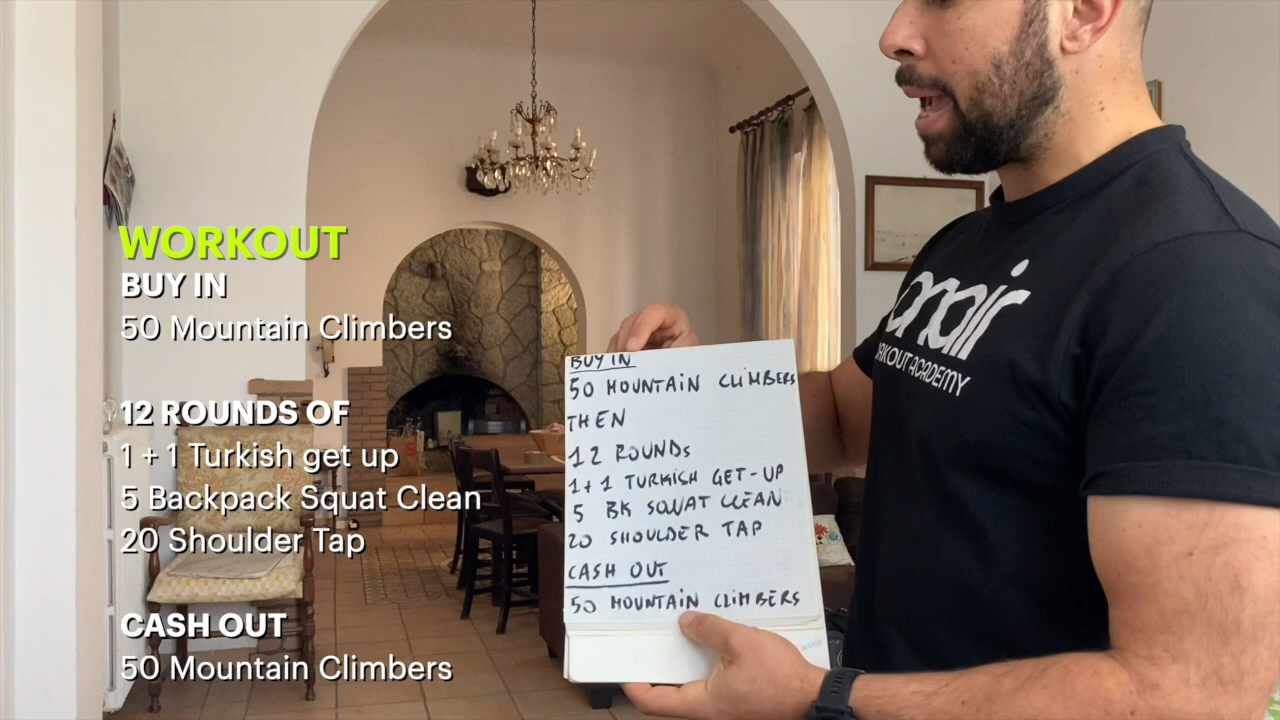 WORKOUT
BUY IN
50 Mountain Climbers
12 ROUNDS OF
1 + 1 Turkish get up
5 Backpack Squat Clean
20 Shoulder Tap
CASH OUT
50 Mountain Climbers
BUY IN
50 MOUNTAIN CLIMBERS
THEN
12 ROUNDS
1+1 TURKISH GET-UP
5 BK SQUAT CLEAN
20 SHOULDER TAP
CASH OUT
50 MOUNTAIN CLIMBERS
onair
WORKOUT ACADEMY